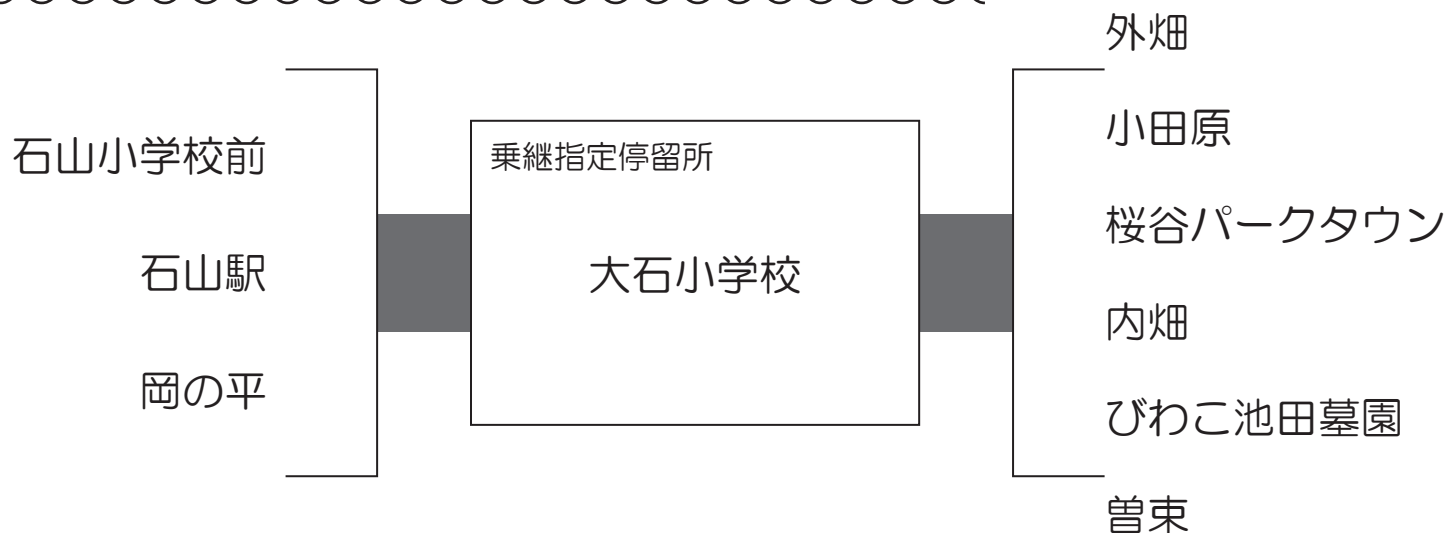 石山小学校前
石山駅
岡の平
乗継指定停留所
大石小学校
外畑
小田原
桜谷パークタウン
内畑
びわこ池田墓園
曽束